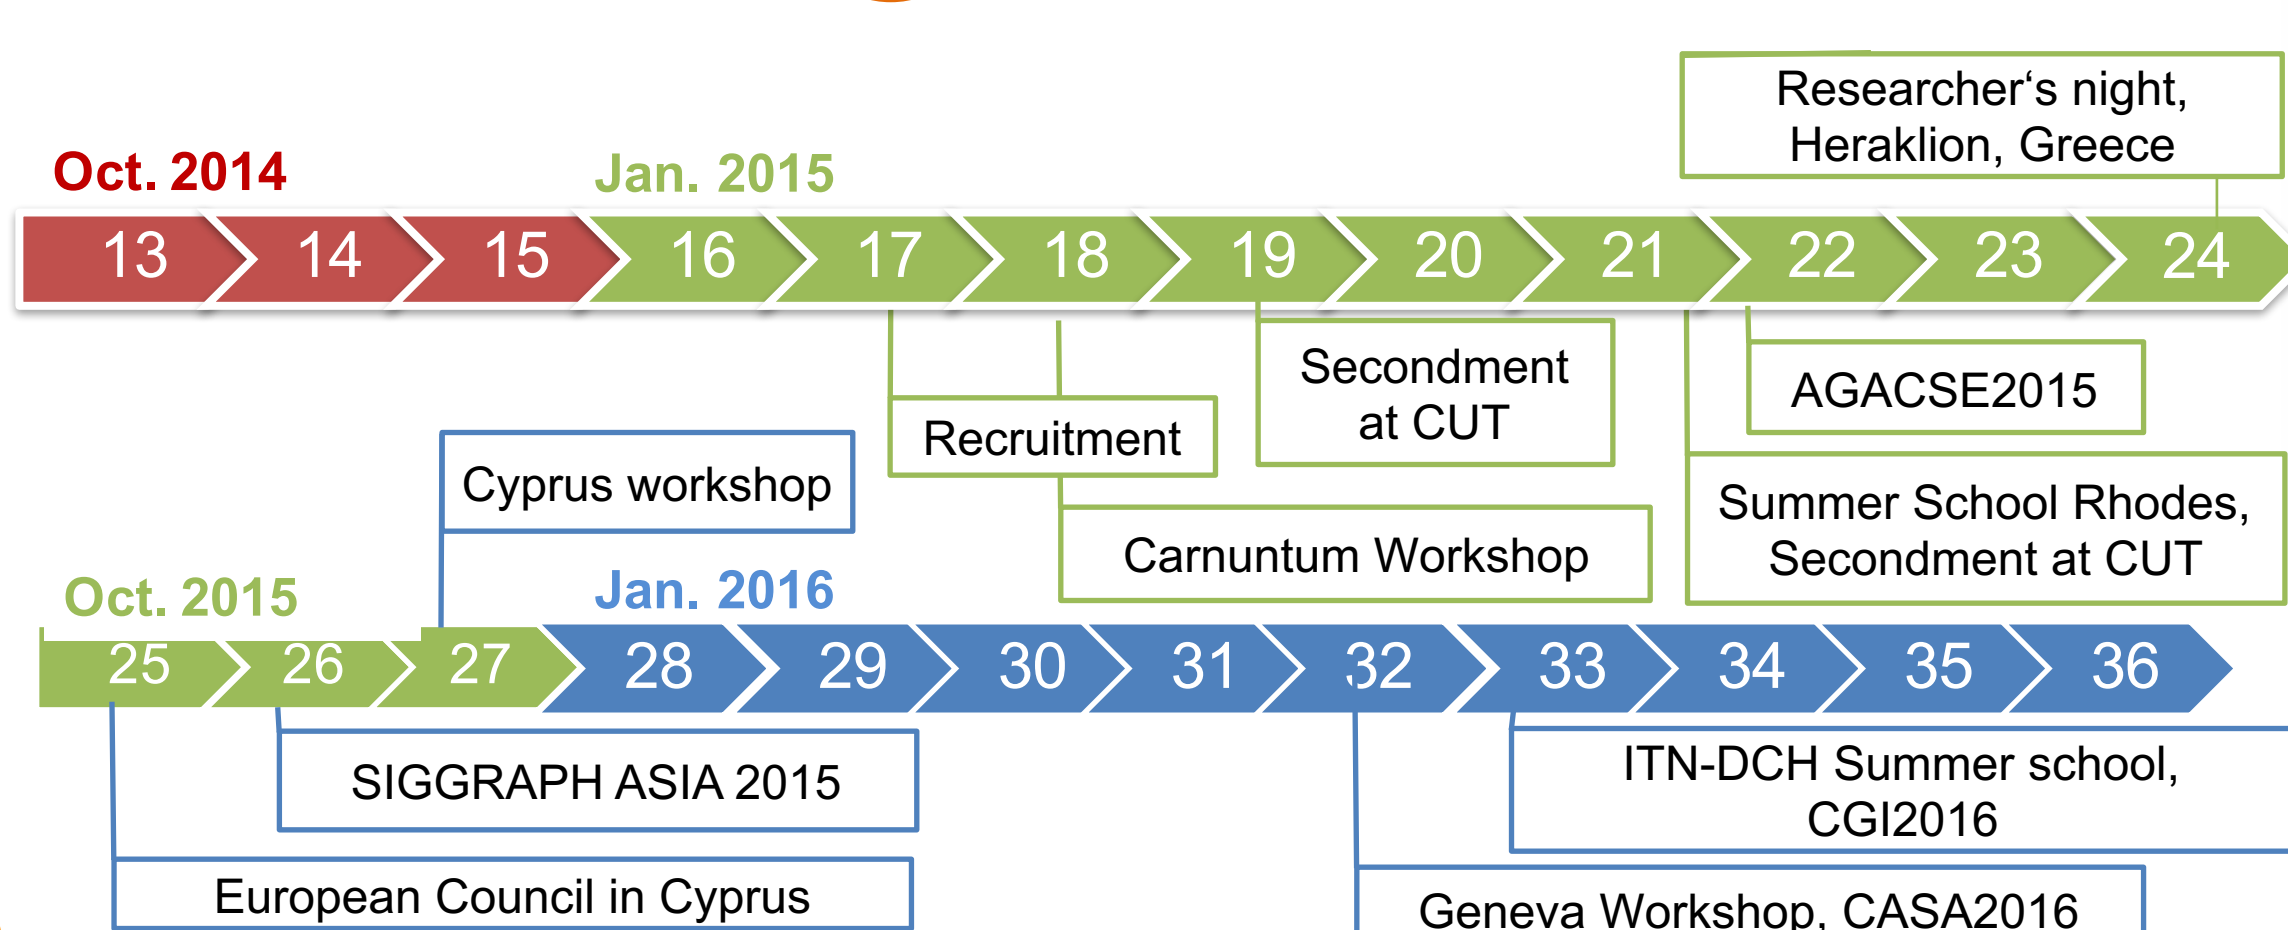 Researcher‘s night,
Heraklion, Greece
Oct. 2014
Jan. 2015
13 14 15 16 17 18 19 20 21 22 23 24
Secondment
at CUT
AGACSE2015
Recruitment
Cyprus workshop
Summer School Rhodes,
Secondment at CUT
Carnuntum Workshop
Oct. 2015
Jan. 2016
25 26 27 28 29 30 31 32 33 34 35 36
SIGGRAPH ASIA 2015
ITN-DCH Summer school,
CGI2016
European Council in Cyprus
Geneva Workshop, CASA2016